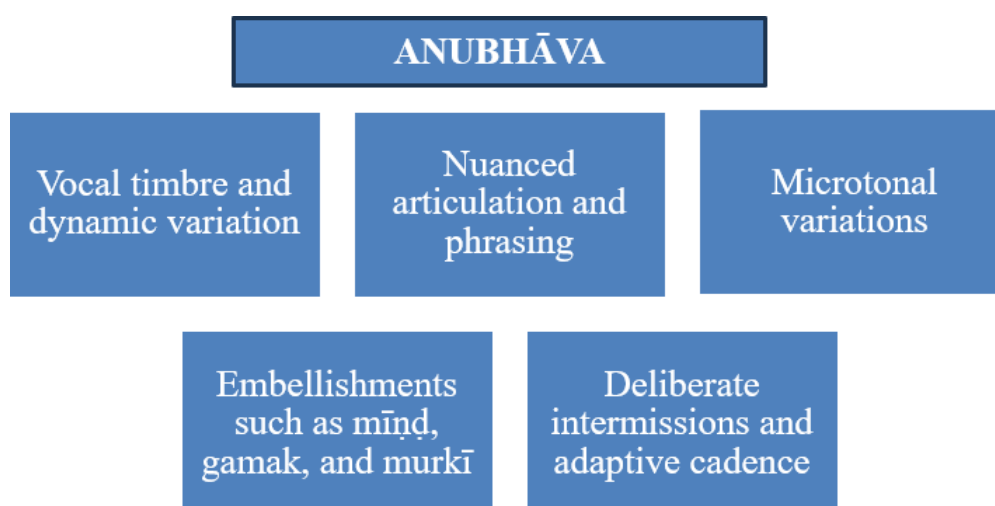 ANUBHĀVA
Vocal timbre and
dynamic variation
Nuanced
articulation and
phrasing
Microtonal
variations
Embellishments
such as mīṇḍ,
gamak, and murkī
Deliberate
intermissions and
adaptive cadence